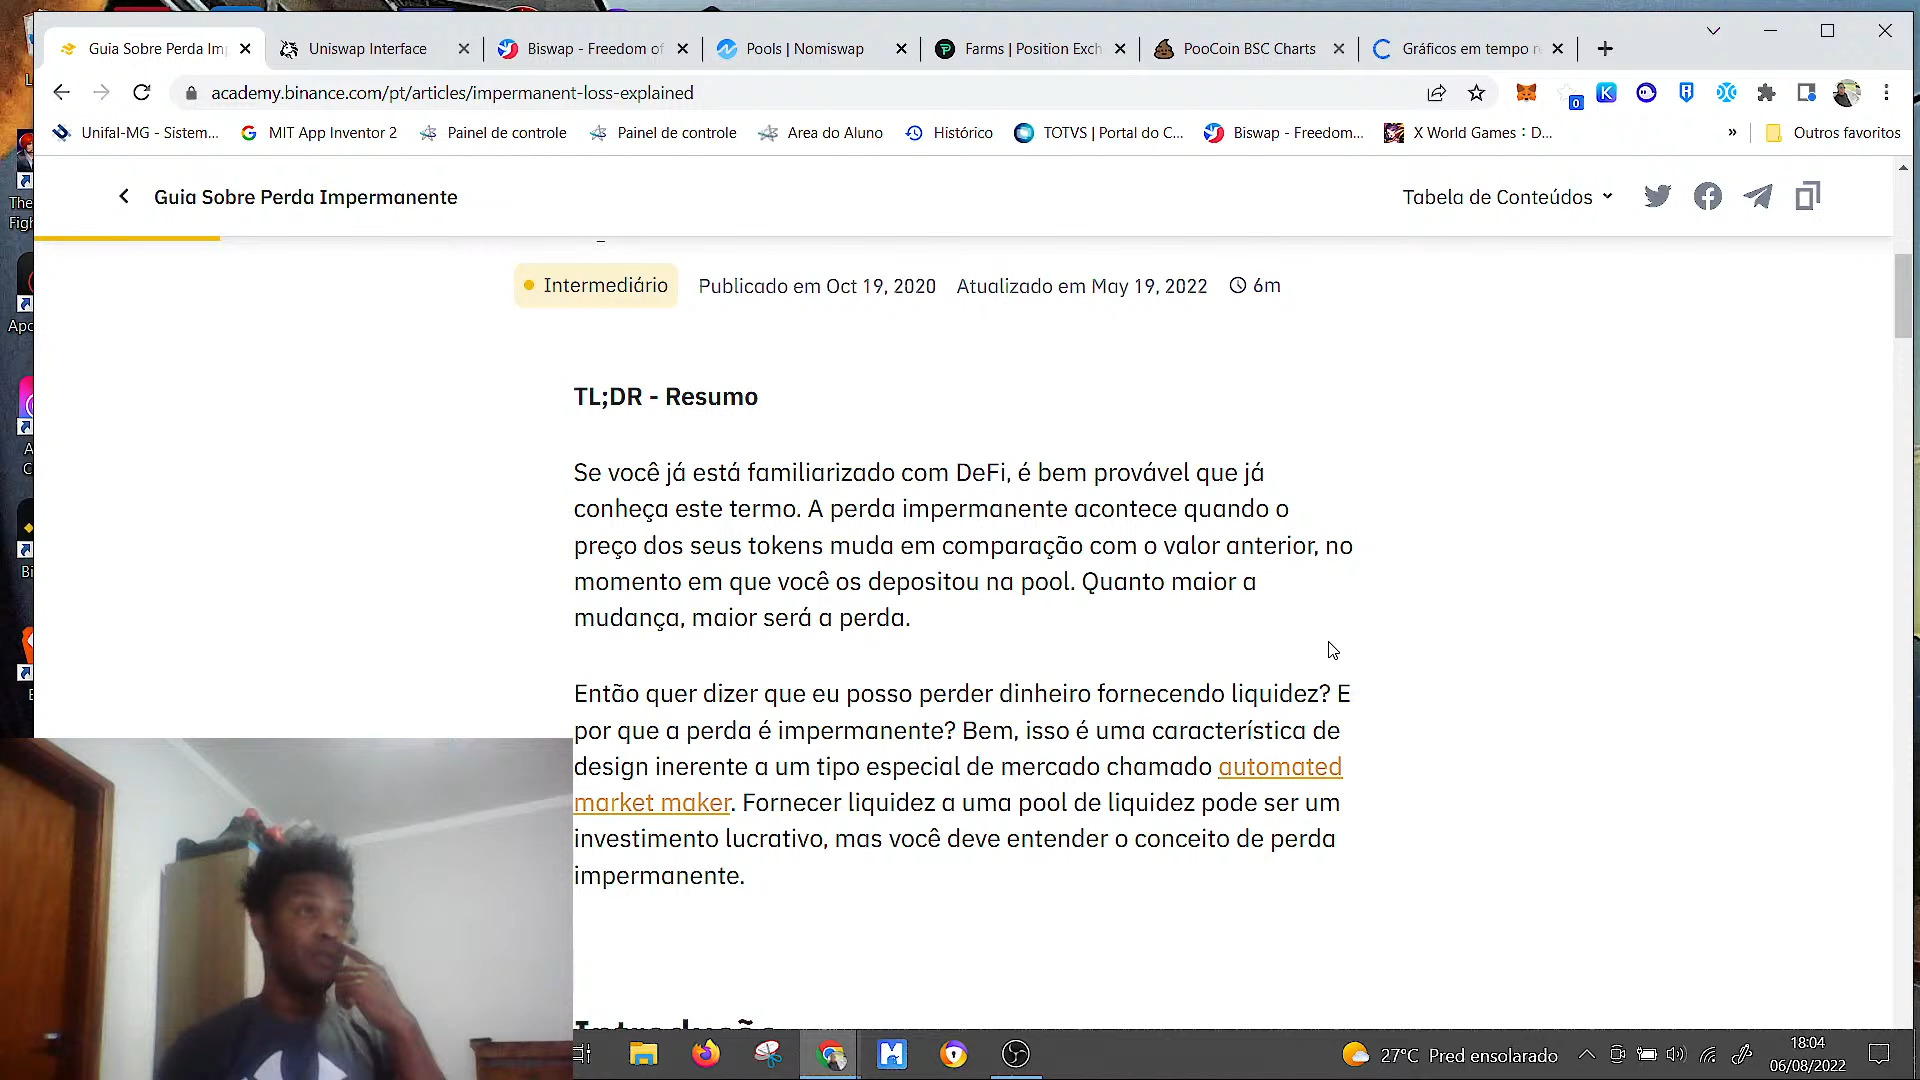 Guia Sobre Perda Im
Uniswap Interface
Biswap - Freedom of
Pools | Nomiswap
Farms | Position Exch
PooCoin BSC Charts
Gráficos em tempo r
academy.binance.com/pt/articles/impermanent-loss-explained
0
Unifal-MG - Sistem...
MIT App Inventor 2
Painel de controle
Painel de controle
Area do Aluno
Histórico
TOTVS | Portal do C...
Biswap - Freedom...
X World Games : D...
»
Outros favoritos
Guia Sobre Perda Impermanente
Tabela de Conteúdos
Intermediário
Publicado em Oct 19, 2020
Atualizado em May 19, 2022
6m
TL;DR - Resumo
Se você já está familiarizado com DeFi, é bem provável que já
conheça este termo. A perda impermanente acontece quando o
preço dos seus tokens muda em comparação com o valor anterior, no
momento em que você os depositou na pool. Quanto maior a
mudança, maior será a perda.
Então quer dizer que eu posso perder dinheiro fornecendo liquidez? E
por que a perda é impermanente? Bem, isso é uma característica de
design inerente a um tipo especial de mercado chamado automated
market maker. Fornecer liquidez a uma pool de liquidez pode ser um
investimento lucrativo, mas você deve entender o conceito de perda
impermanente.
Introdução
The
Fig
Apc
27°C Pred ensolarado
18:04
06/08/2022